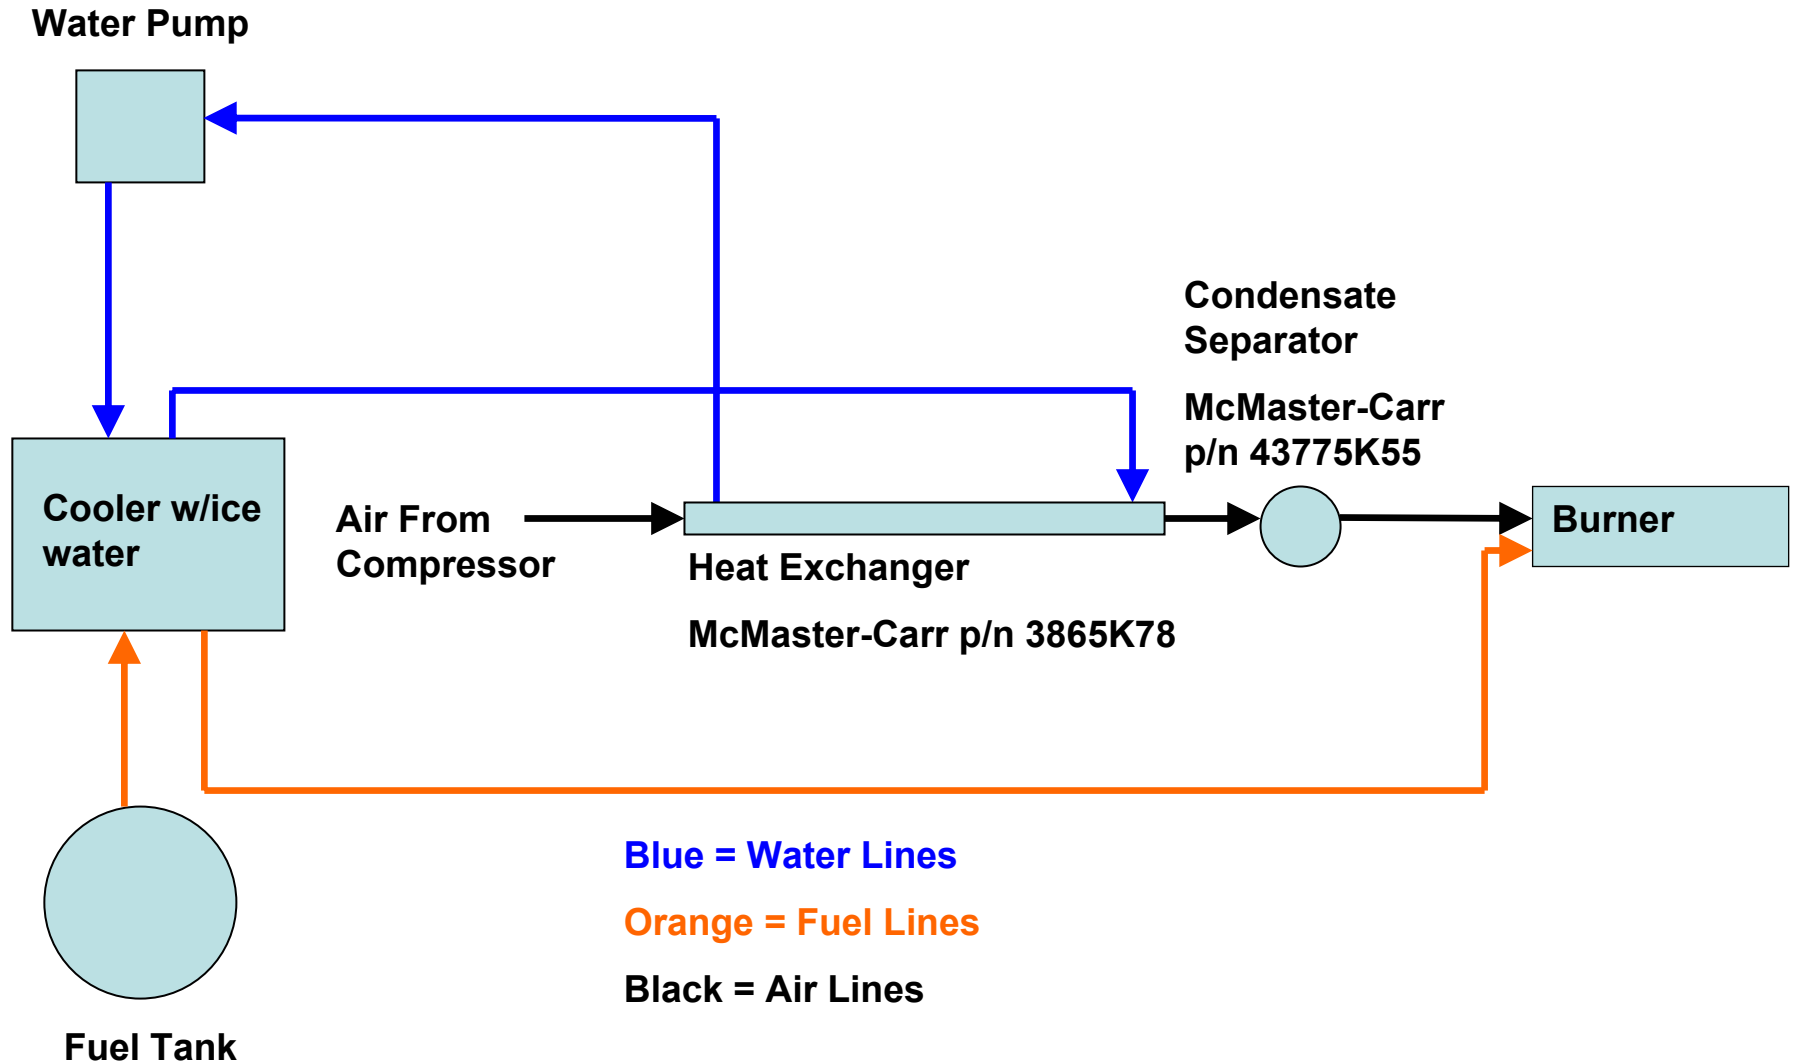 Water Pump
Condensate
Separator
McMaster-Carr
p/n 43775K55
Cooler w/ice
water
Air From
Compressor
Heat Exchanger
McMaster-Carr p/n 3865K78
Burner
Blue = Water Lines
Orange = Fuel Lines
Black = Air Lines
Fuel Tank